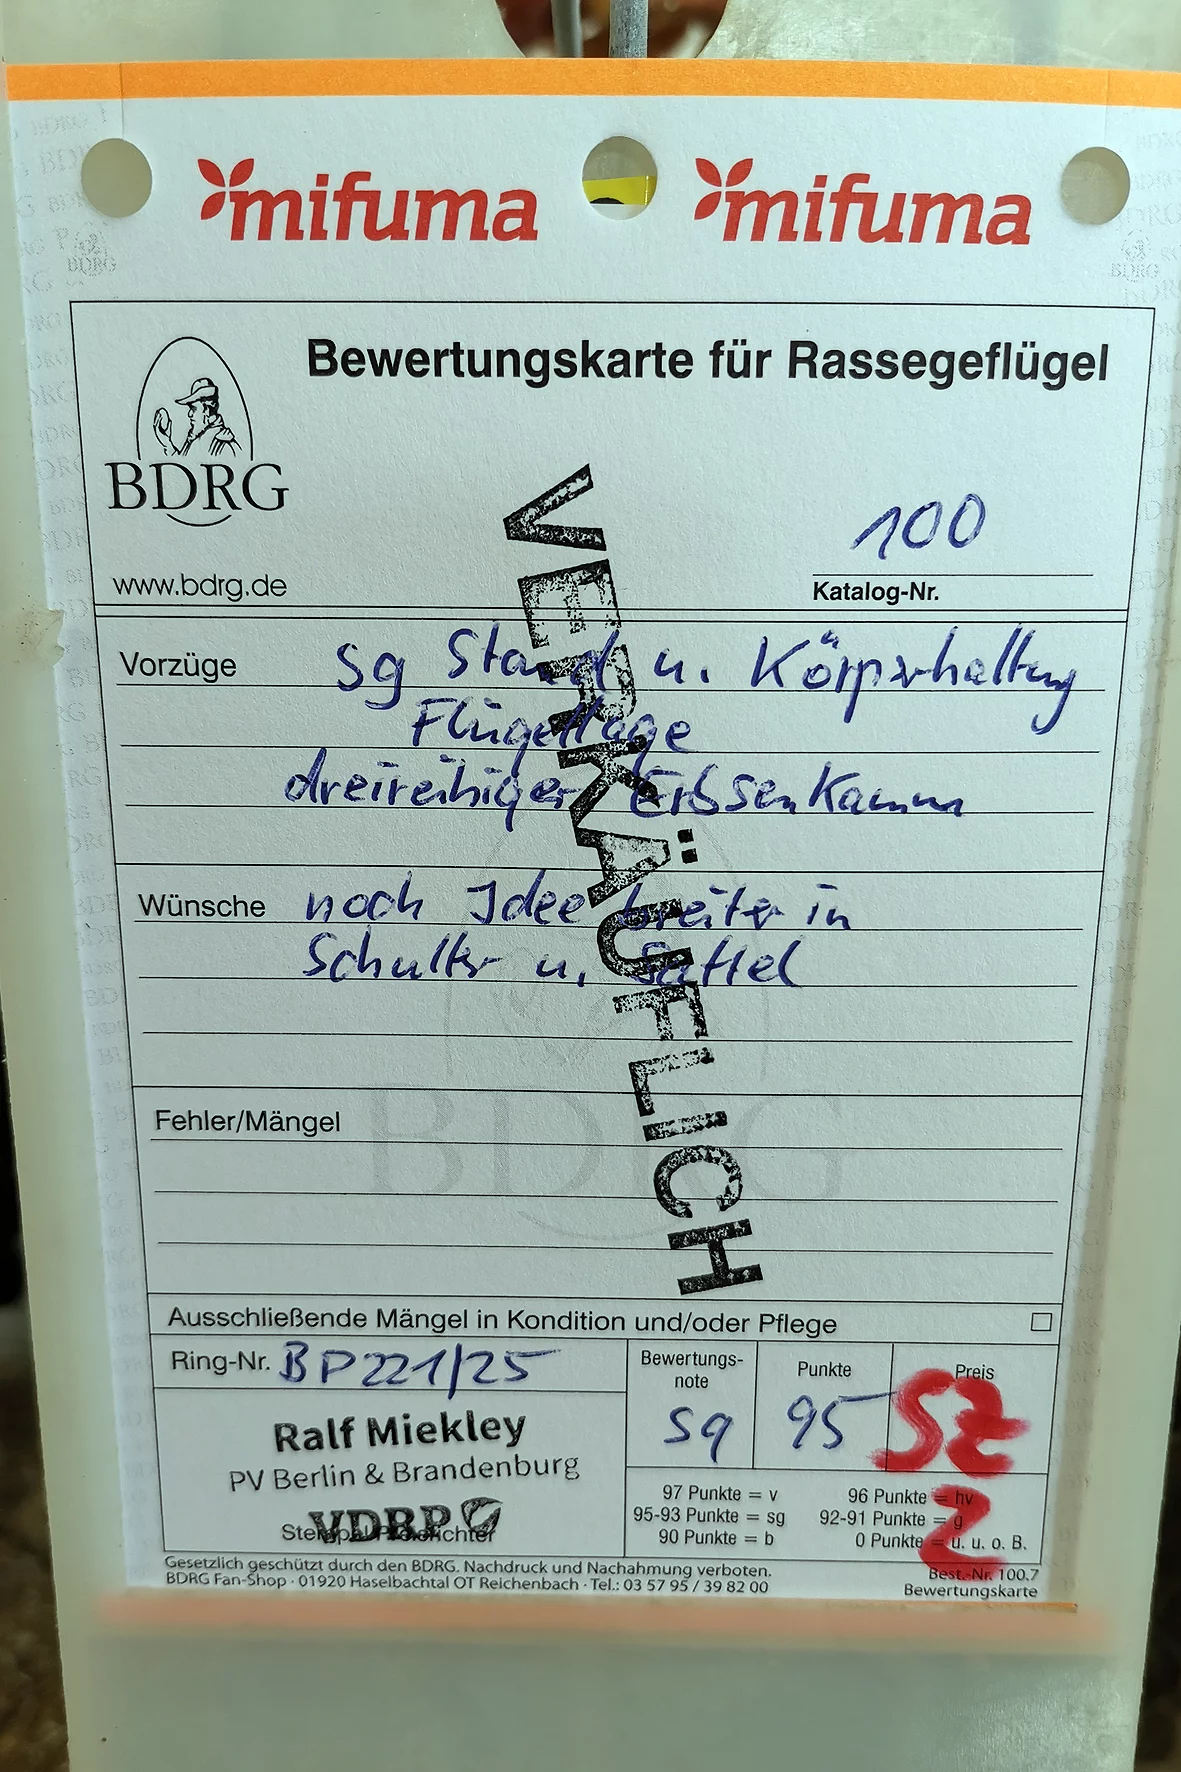 mifuma mifuma
Bewertungskarte für Rassegeflügel
BDRG
www.bdrg.de
100
Katalog-Nr.
VERKÄUFLICH
Vorzüge sg Stand u. Körperhaltung
Flügellage
dreireihiger Erbsenkamm
Wünsche noch Idee breiter in
Schulter u. Sattel
BDRG
Fehler/Mängel
Ausschließende Mängel in Kondition und/oder Pflege
Ring-Nr. BP221/25
Bewertungs-
note
sg
Punkte
95
Preis
SZ
2
Ralf Miekley
PV Berlin & Brandenburg
VDRP
Stempel Preisrichter
97 Punkte = v 96 Punkte = hv
95-93 Punkte = sg 92-91 Punkte = g
90 Punkte = b 0 Punkte = u. u. o. B.
Gesetzlich geschützt durch den BDRG. Nachdruck und Nachahmung verboten.
BDRG Fan-Shop · 01920 Haselbachtal OT Reichenbach · Tel.: 03 57 95 / 39 82 00
Best.-Nr. 100.7
Bewertungskarte